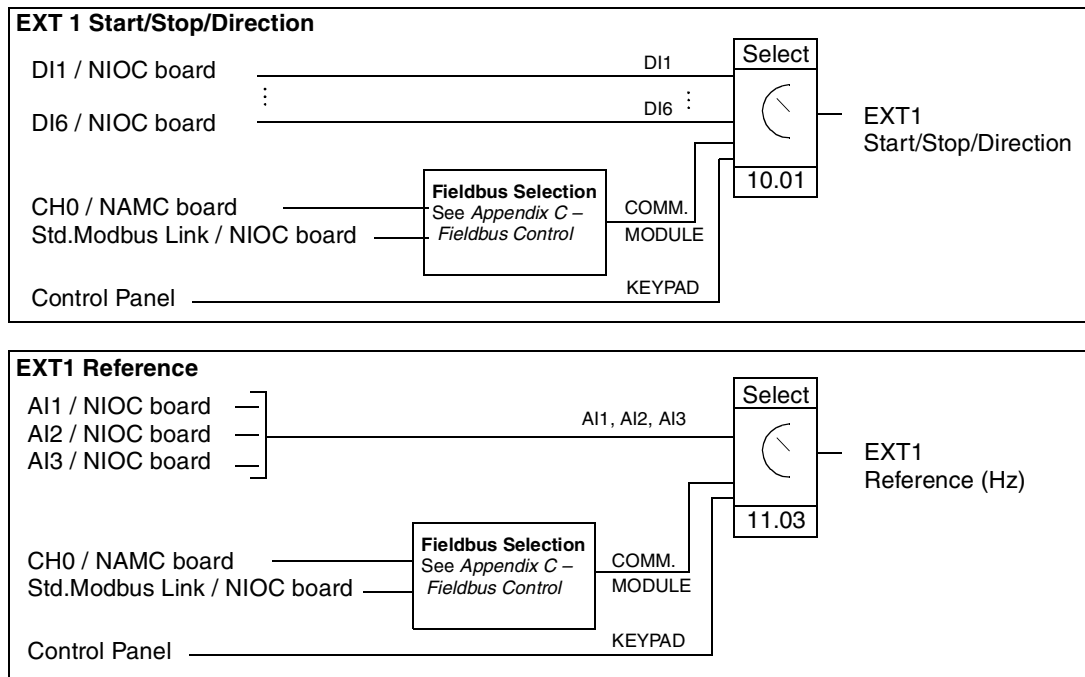 EXT 1 Start/Stop/Direction
DI1 / NIOC board
DI1
Select
DI6 / NIOC board
DI6
EXT1
Start/Stop/Direction
10.01
CH0 / NAMC board
Std.Modbus Link / NIOC board
Fieldbus Selection
See Appendix C –
Fieldbus Control
COMM.
MODULE
Control Panel
KEYPAD
EXT1 Reference
AI1 / NIOC board
AI2 / NIOC board
AI3 / NIOC board
AI1, AI2, AI3
Select
EXT1
Reference (Hz)
11.03
CH0 / NAMC board
Std.Modbus Link / NIOC board
Fieldbus Selection
See Appendix C –
Fieldbus Control
COMM.
MODULE
Control Panel
KEYPAD